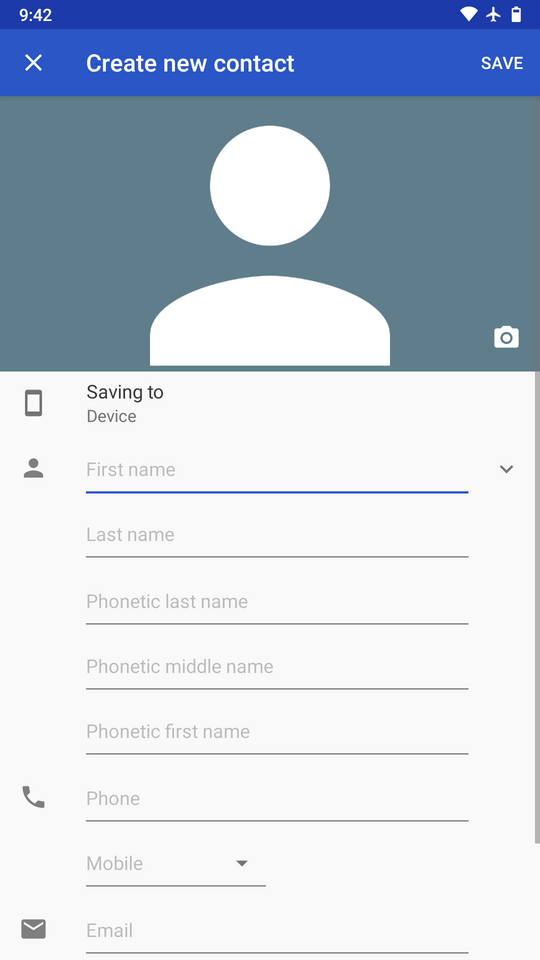 9:42
Create new contact
SAVE
Saving to
Device
First name
Last name
Phonetic last name
Phonetic middle name
Phonetic first name
Phone
Mobile
Email